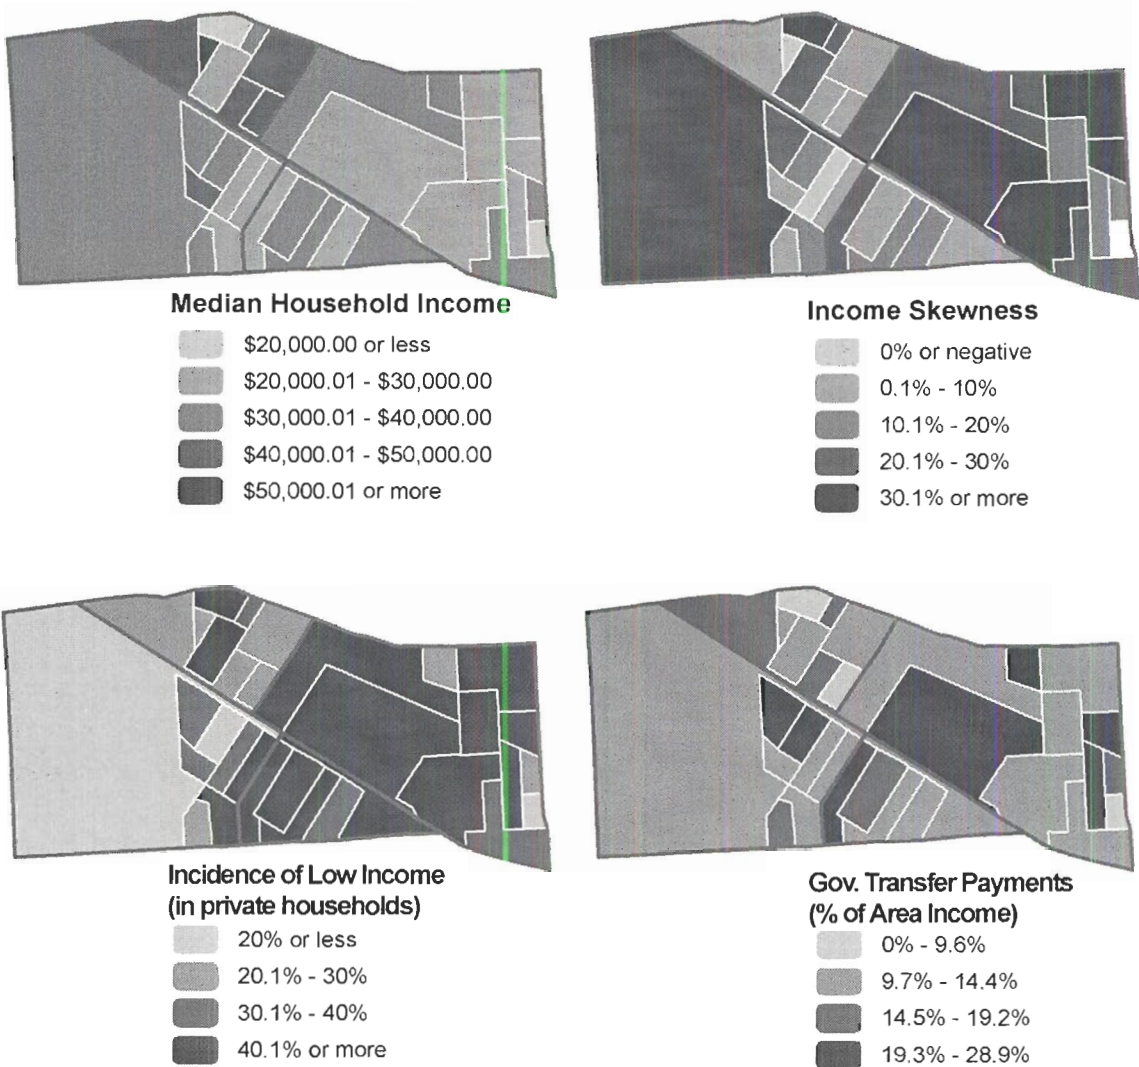 Median Household Income
$20,000.00 or less
$20,000.01 - $30,000.00
$30,000.01 - $40,000.00
$40,000.01 - $50,000.00
$50,000.01 or more
Income Skewness
0% or negative
0.1% - 10%
10.1% - 20%
20.1% - 30%
30.1% or more
Incidence of Low Income
(in private households)
20% or less
20.1% - 30%
30.1% - 40%
40.1% or more
Gov. Transfer Payments
(% of Area Income)
0% - 9.6%
9.7% - 14.4%
14.5% - 19.2%
19.3% - 28.9%